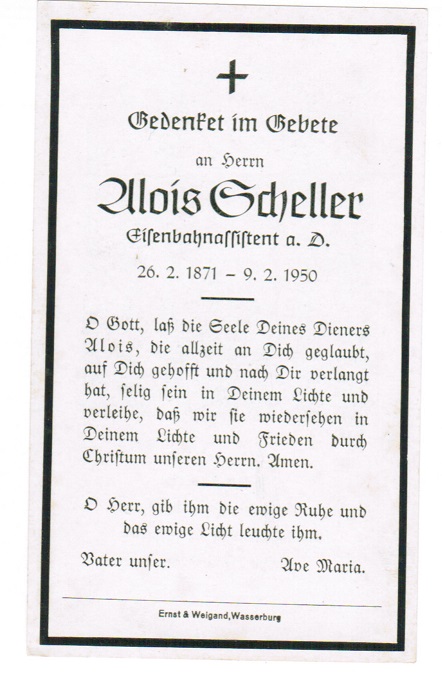 Gedenket im Gebete
an Herrn
Alois Scheller
Eisenbahnassistent a. D.
26. 2. 1871 – 9. 2. 1950
O Gott, laß die Seele Deines Dieners
Alois, die allzeit an Dich geglaubt,
auf Dich gehofft und nach Dir verlangt
hat, selig sein in Deinem Lichte und
verleihe, daß wir sie wiedersehen in
Deinem Lichte und Frieden durch
Christum unseren Herrn. Amen.
O Herr, gib ihm die ewige Ruhe und
das ewige Licht leuchte ihm.
Vater unser. Ave Maria.
Ernst & Weigand, Wasserburg